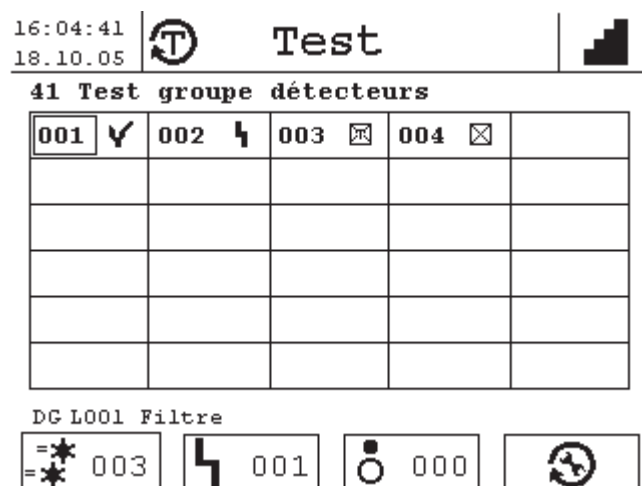 16:04:41
18.10.05
T Test
41 Test groupe détecteurs
001 002 003 004
DG L001 Filtre
003 001 000